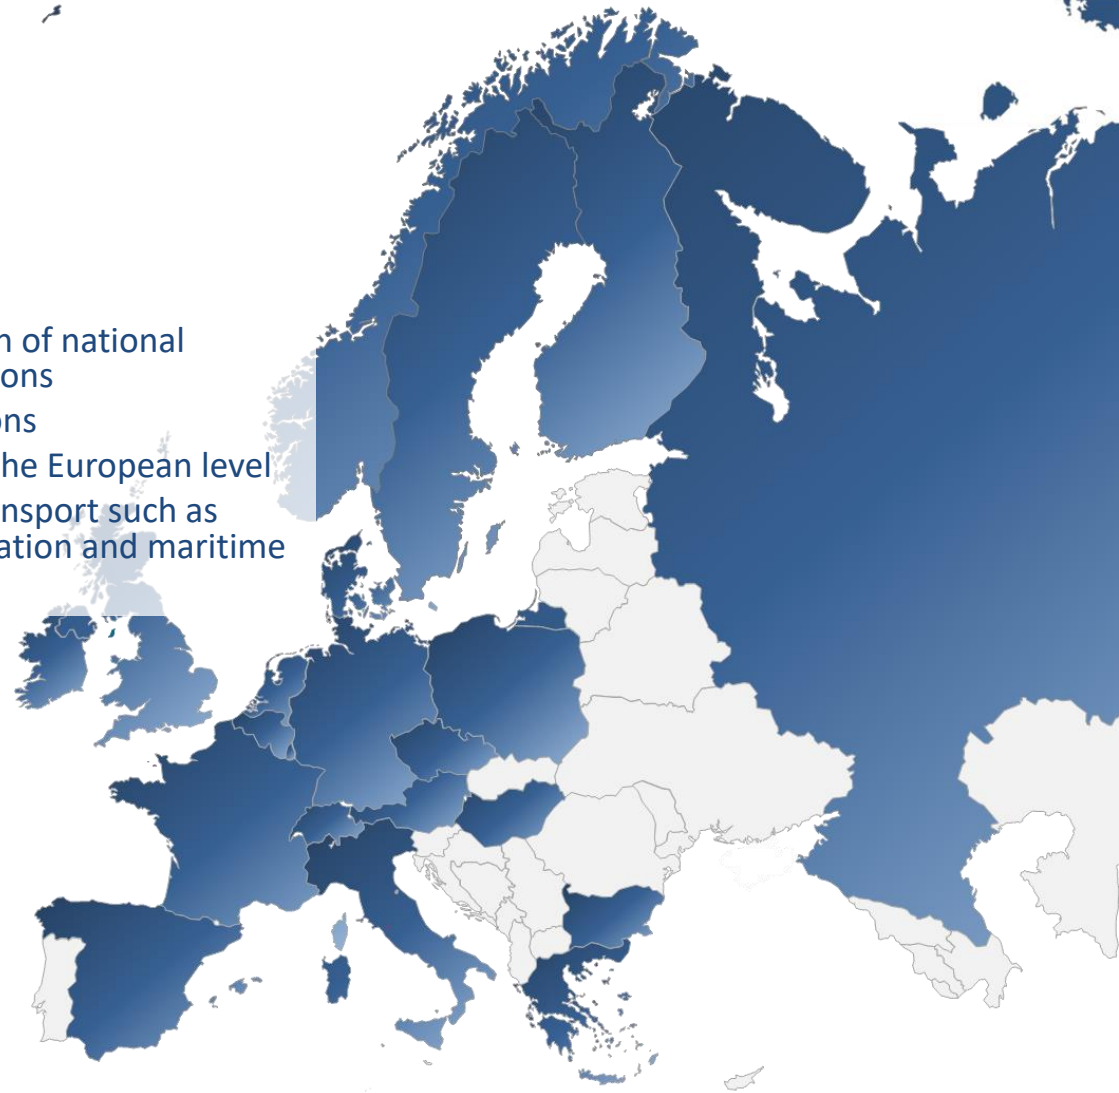 n of national
ons
ons
he European level
nsport such as
ation and maritime